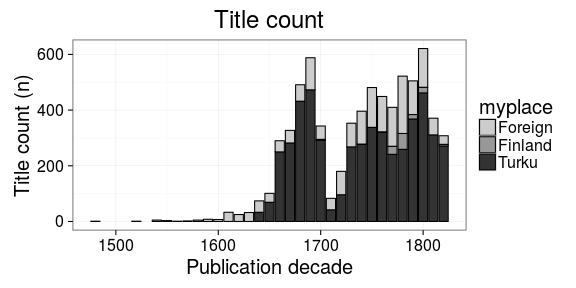 Title count
Title count (n)
600
400
200
0
1500
1600
1700
1800
Publication decade
myplace
Foreign
Finland
Turku